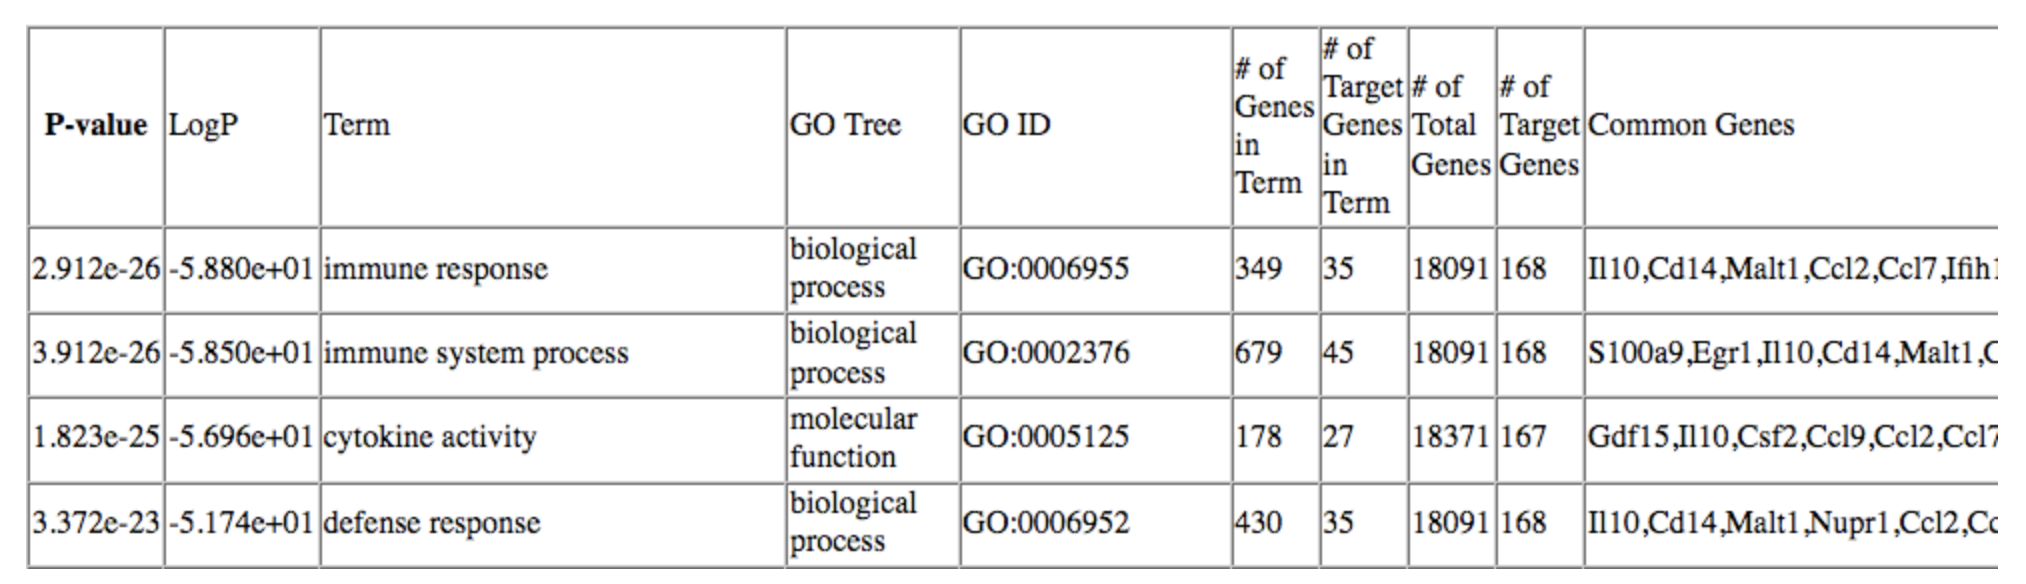 P-value LogP Term GO Tree GO ID # of Genes in Term # of Target Genes in Term # of Total Genes # of Target Genes Common Genes
2.912e-26 -5.880e+01 immune response biological process GO:0006955 349 35 18091 168 Il10,Cd14,Malt1,Ccl2,Ccl7,Ifih1
3.912e-26 -5.850e+01 immune system process biological process GO:0002376 679 45 18091 168 S100a9,Egr1,Il10,Cd14,Malt1,C
1.823e-25 -5.696e+01 cytokine activity molecular function GO:0005125 178 27 18371 167 Gdf15,Il10,Csf2,Ccl9,Ccl2,Ccl7
3.372e-23 -5.174e+01 defense response biological process GO:0006952 430 35 18091 168 Il10,Cd14,Malt1,Nupr1,Ccl2,Cc